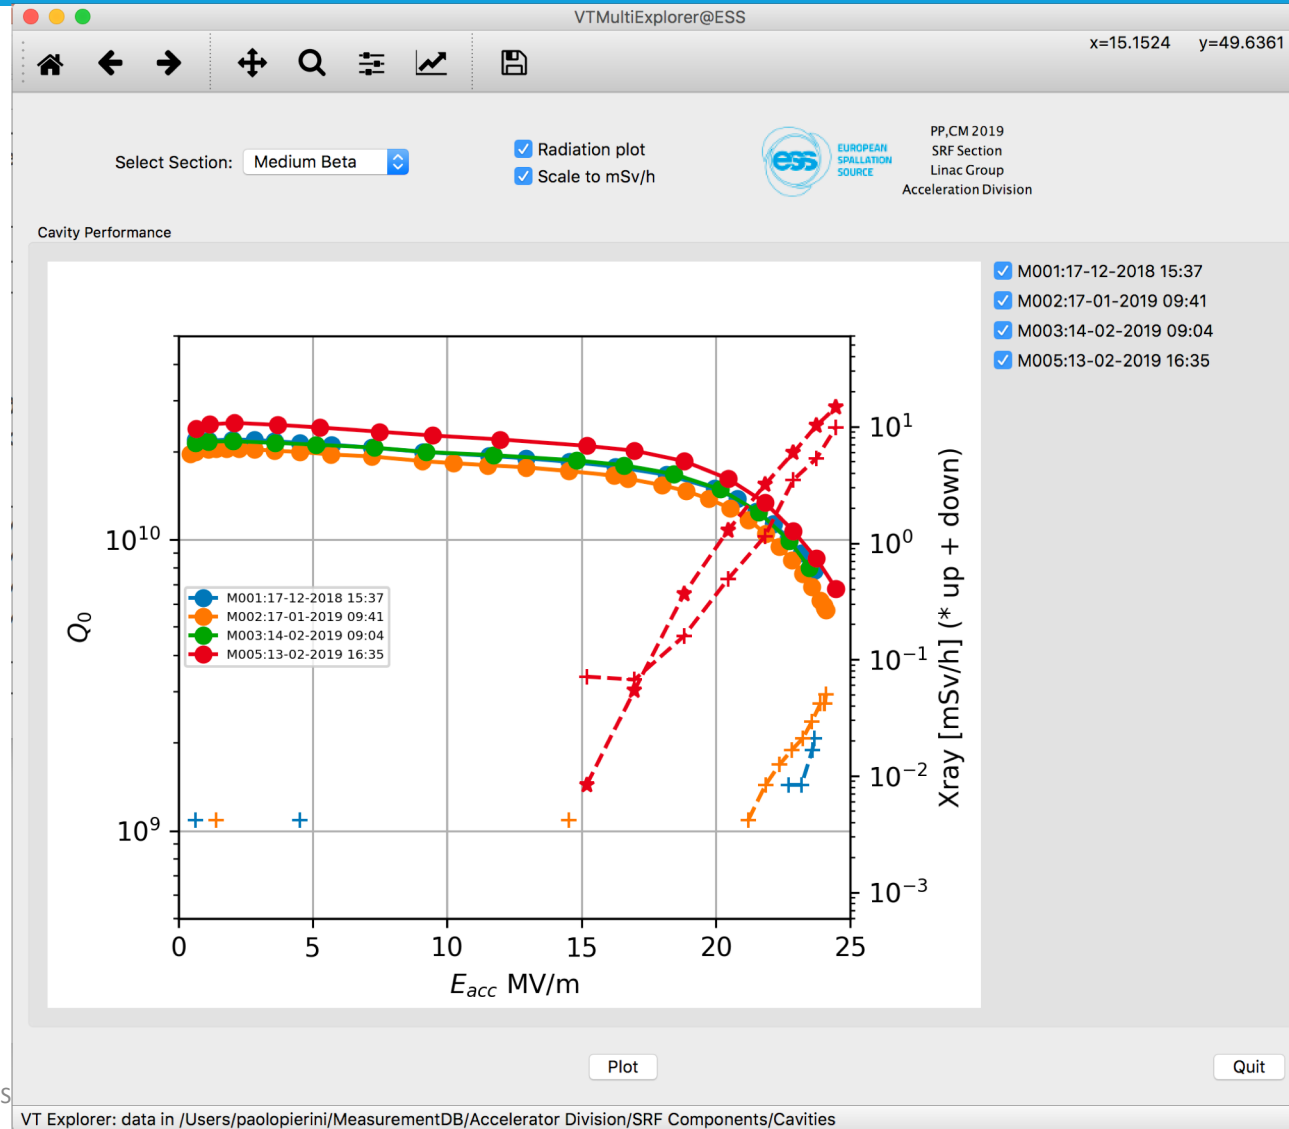 VTMultiExplorer@ESS
x=15.1524 y=49.6361
Select Section: Medium Beta
Radiation plot
Scale to mSv/h
ess
EUROPEAN
SPALLATION
SOURCE
PP,CM 2019
SRF Section
Linac Group
Acceleration Division
Cavity Performance
M001:17-12-2018 15:37
M002:17-01-2019 09:41
M003:14-02-2019 09:04
M005:13-02-2019 16:35
Q₀
10¹⁰
10⁹
M001:17-12-2018 15:37
M002:17-01-2019 09:41
M003:14-02-2019 09:04
M005:13-02-2019 16:35
10¹
10⁰
10⁻¹
10⁻²
10⁻³
Xray [mSv/h] (* up + down)
0 5 10 15 20 25
E_acc MV/m
Plot
Quit
S
VT Explorer: data in /Users/paolopierini/MeasurementDB/Accelerator Division/SRF Components/Cavities